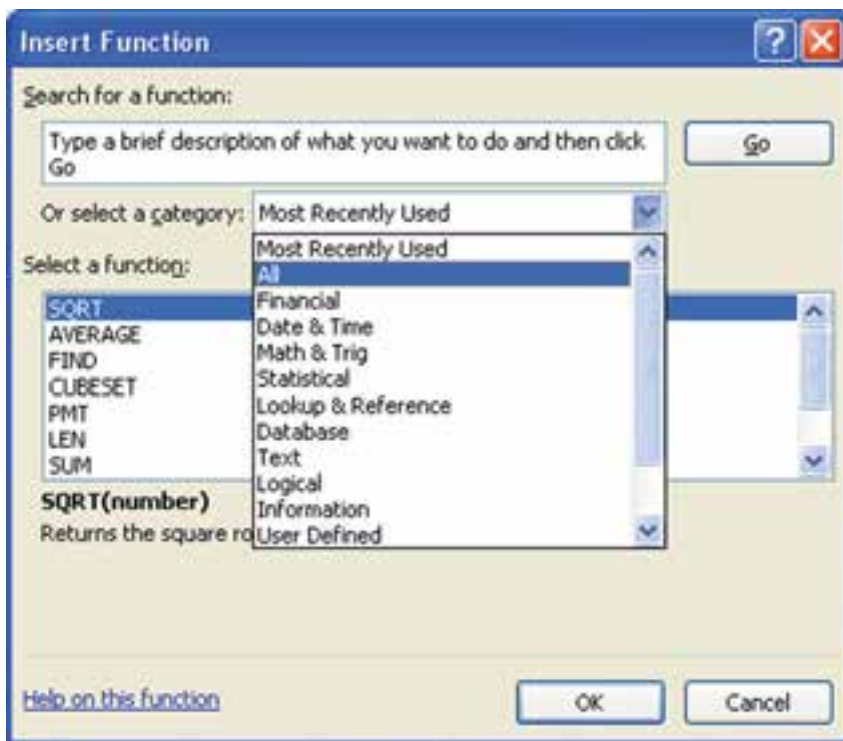 Insert Function
Search for a function:
Type a brief description of what you want to do and then click
Go
Go
Or select a category: Most Recently Used
Most Recently Used
All
Financial
Date & Time
Math & Trig
Statistical
Lookup & Reference
Database
Text
Logical
Information
User Defined
Select a function:
SQRT
AVERAGE
FIND
CUBESET
PMT
LEN
SUM
SQRT(number)
Returns the square ro
Help on this function
OK
Cancel